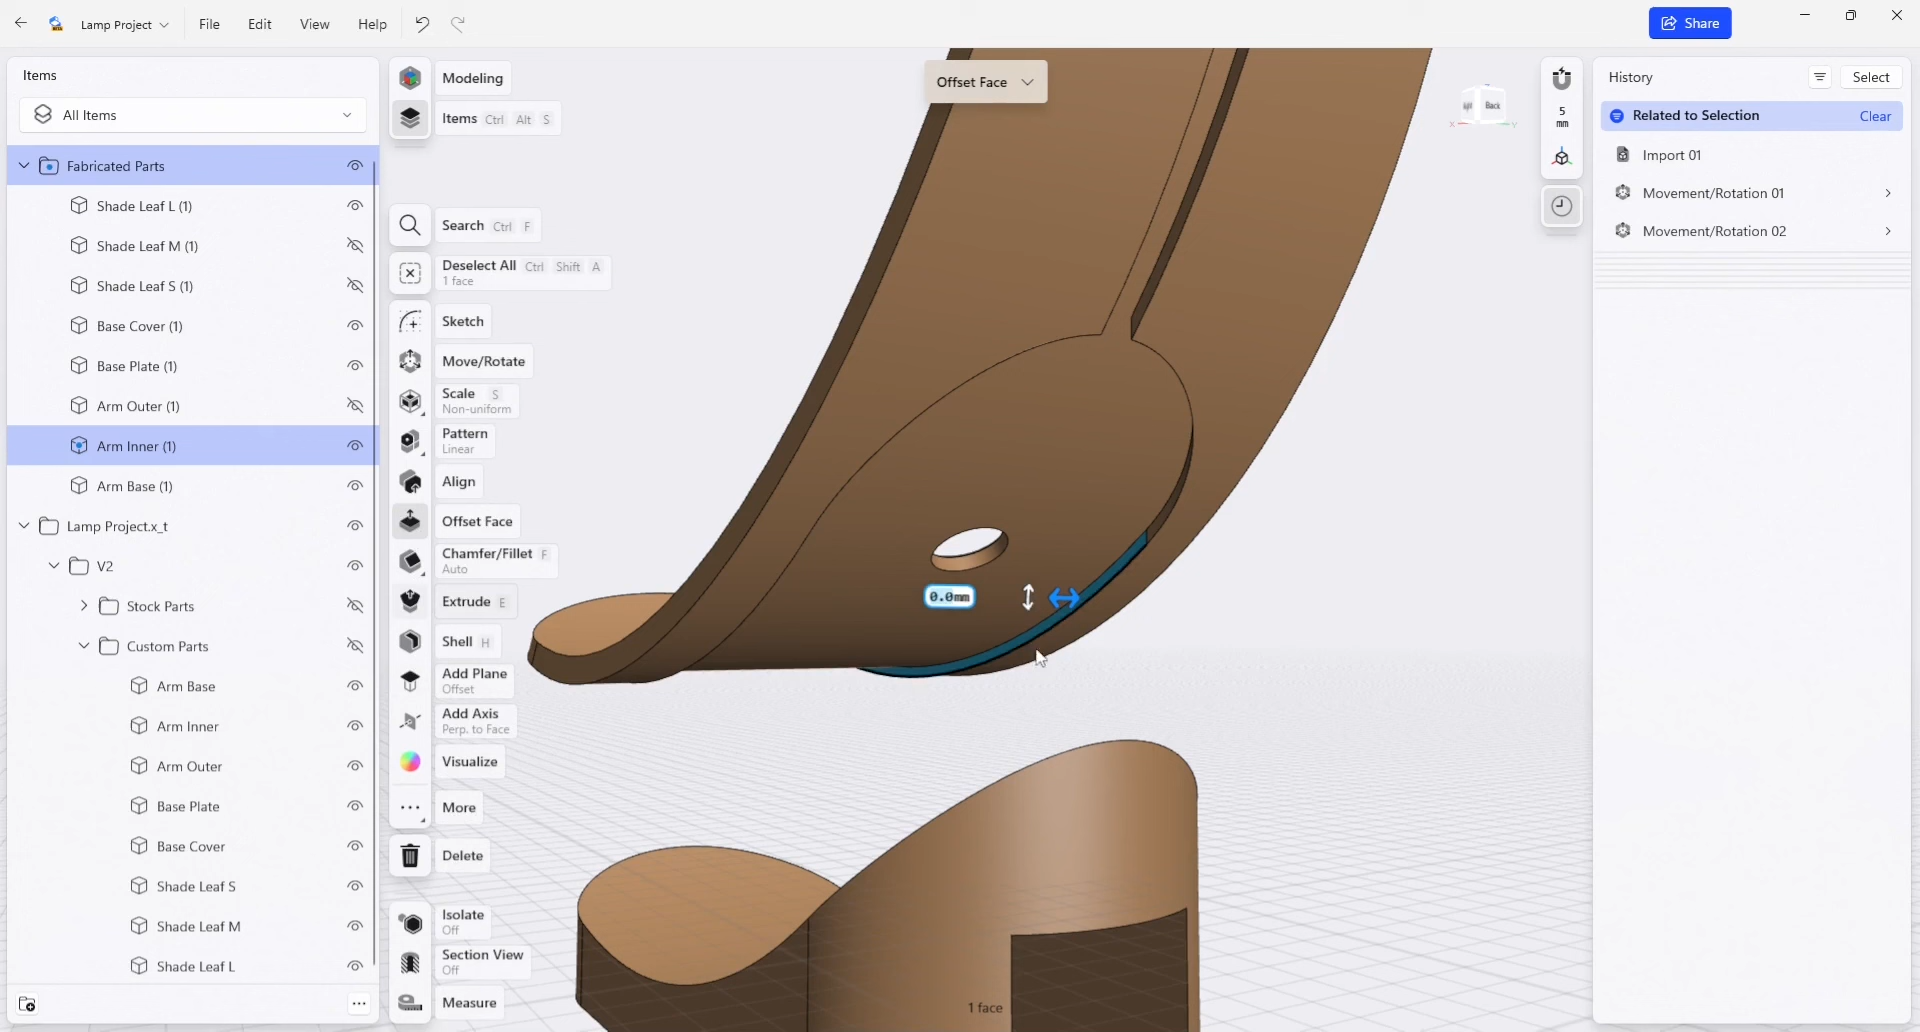 Lamp Project
File
Edit
View
Help
Share
Items
All Items
Fabricated Parts
Shade Leaf L (1)
Shade Leaf M (1)
Shade Leaf S (1)
Base Cover (1)
Base Plate (1)
Arm Outer (1)
Arm Inner (1)
Arm Base (1)
Lamp Project.x_t
V2
Stock Parts
Custom Parts
Arm Base
Arm Inner
Arm Outer
Base Plate
Base Cover
Shade Leaf S
Shade Leaf M
Shade Leaf L
Modeling
Items Ctrl Alt S
Search Ctrl F
Deselect All Ctrl Shift A
1 face
Sketch
Move/Rotate
Scale S
Non-uniform
Pattern
Linear
Align
Offset Face
Chamfer/Fillet F
Auto
Extrude E
Shell H
Add Plane
Offset
Add Axis
Perp. to Face
Visualize
More
Delete
Isolate
Off
Section View
Off
Measure
Offset Face
0.0mm
1 face
Back
X
Y
5
mm
History
Select
Related to Selection
Clear
Import 01
Movement/Rotation 01
Movement/Rotation 02